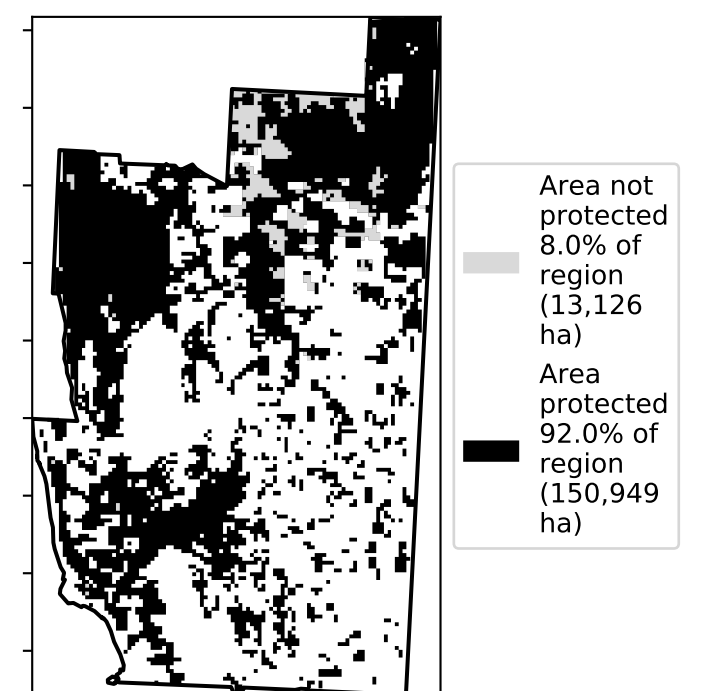 Area not
protected
8.0% of
region
(13,126
ha)
Area
protected
92.0% of
region
(150,949
ha)